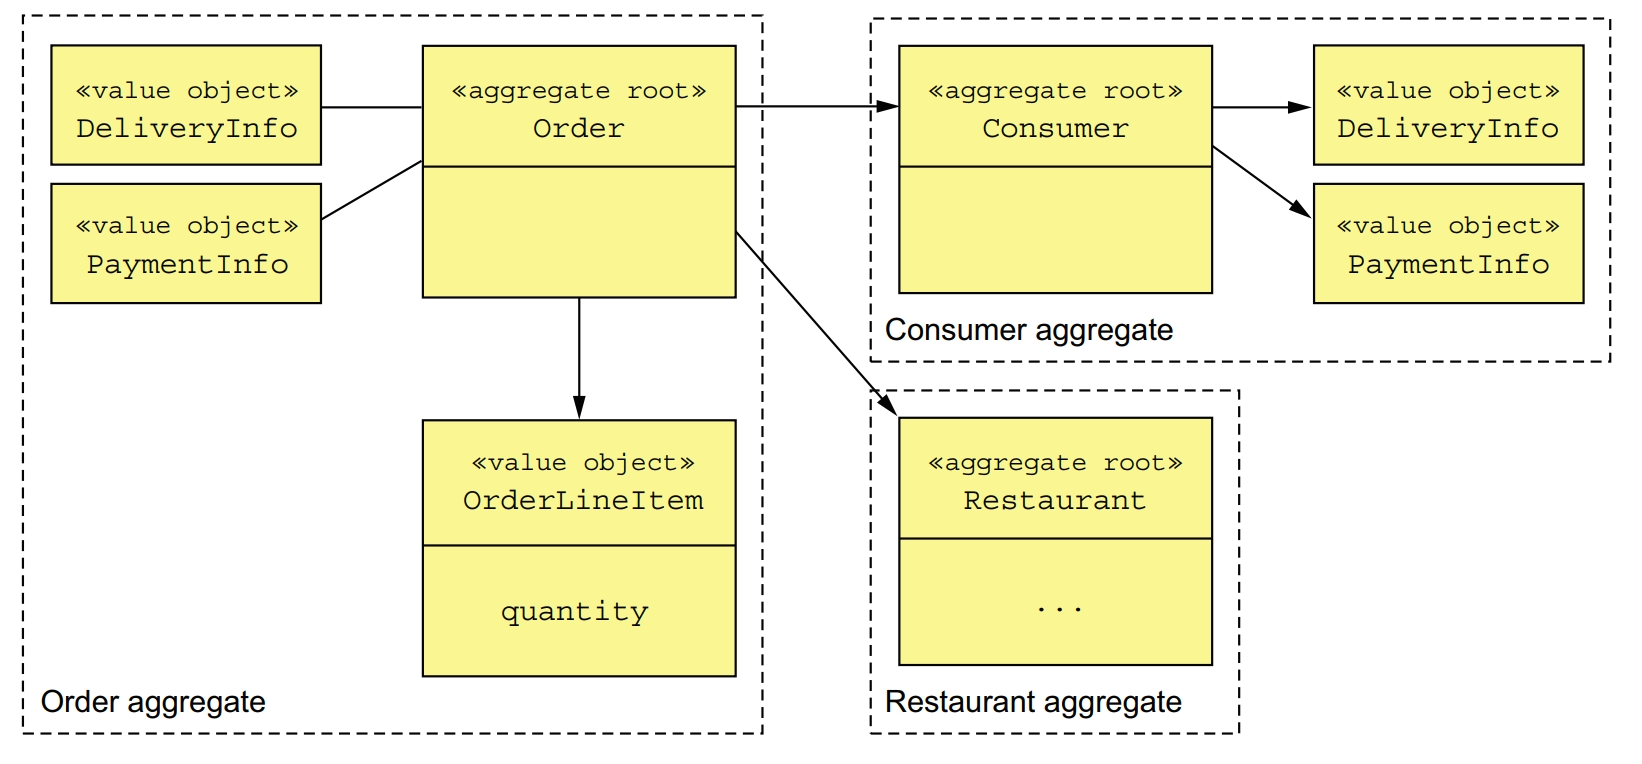 «value object»
DeliveryInfo
«value object»
PaymentInfo
«aggregate root»
Order
«value object»
OrderLineItem
quantity
Order aggregate
«aggregate root»
Consumer
«value object»
DeliveryInfo
«value object»
PaymentInfo
Consumer aggregate
«aggregate root»
Restaurant
...
Restaurant aggregate